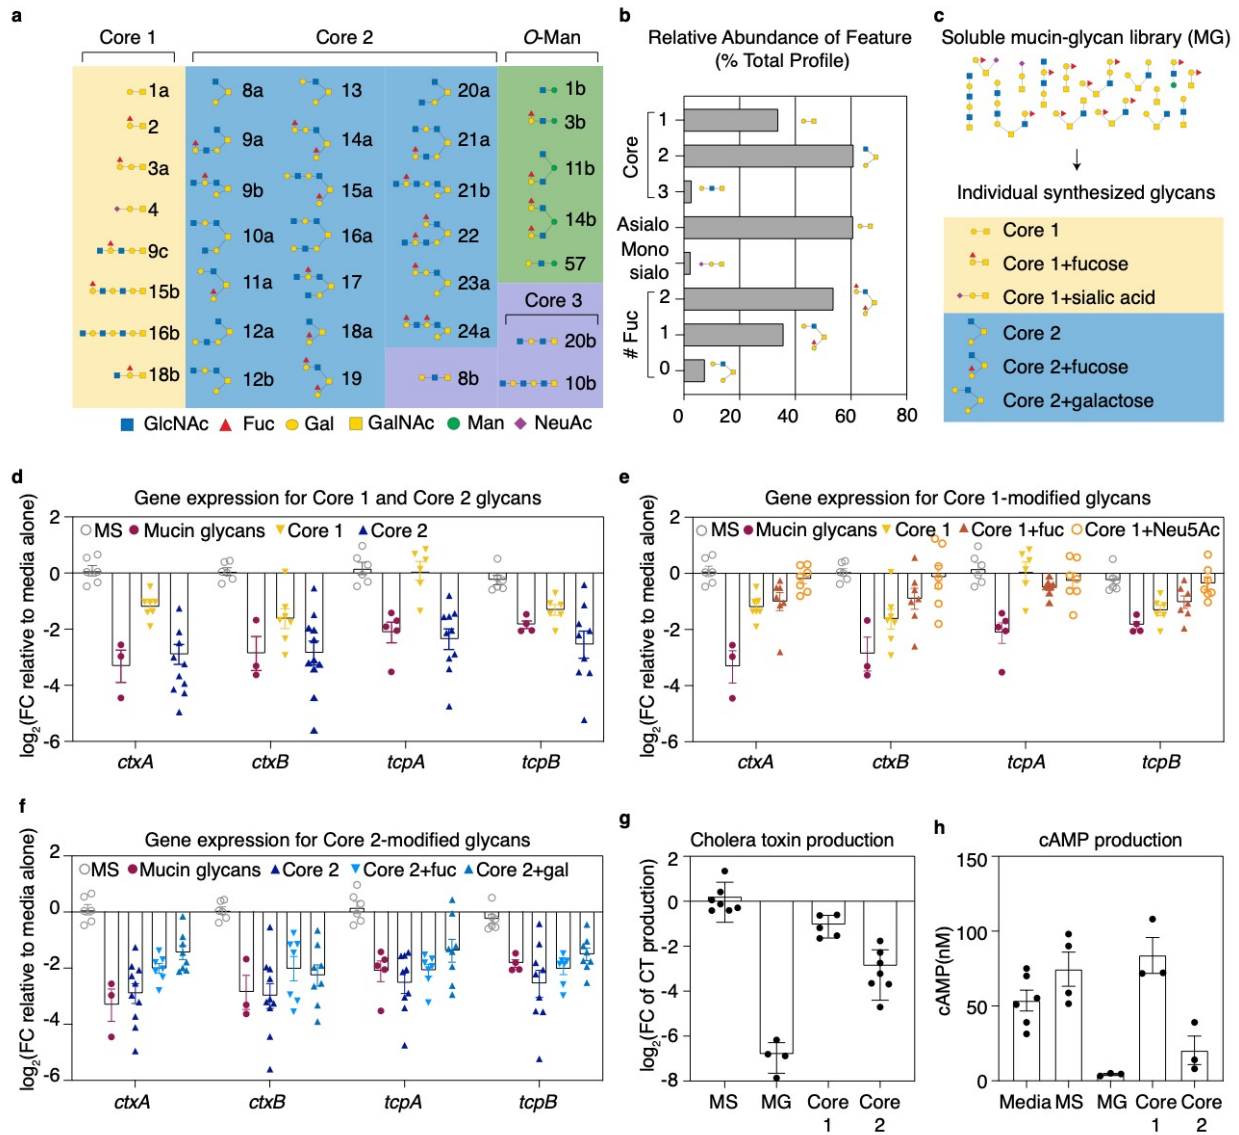 a
Core 1
Core 2
O-Man
1a
2
3a
4
9c
15b
16b
18b
8a
9a
9b
10a
11a
12a
12b
13
14a
15a
16a
17
18a
19
20a
21a
21b
22
23a
24a
8b
1b
3b
11b
14b
57
Core 3
20b
10b
GlcNAc Fuc Gal GalNAc Man NeuAc
b
Relative Abundance of Feature
(% Total Profile)
Core
1
2
3
Asialo
Mono
sialo
# Fuc
2
1
0
0 20 40 60 80
c
Soluble mucin-glycan library (MG)
Individual synthesized glycans
Core 1
Core 1+fucose
Core 1+sialic acid
Core 2
Core 2+fucose
Core 2+galactose
d
Gene expression for Core 1 and Core 2 glycans
MS Mucin glycans Core 1 Core 2
log2(FC relative to media alone)
2
0
-2
-4
-6
ctxA ctxB tcpA tcpB
e
Gene expression for Core 1-modified glycans
MS Mucin glycans Core 1 Core 1+fuc Core 1+Neu5Ac
log2(FC relative to media alone)
2
0
-2
-4
-6
ctxA ctxB tcpA tcpB
f
Gene expression for Core 2-modified glycans
MS Mucin glycans Core 2 Core 2+fuc Core 2+gal
log2(FC relative to media alone)
2
0
-2
-4
-6
ctxA ctxB tcpA tcpB
g
Cholera toxin production
log2(FC of CT production)
2
0
-2
-4
-6
-8
MS MG Core 1 Core 2
h
cAMP production
cAMP(nM)
150
100
50
0
Media MS MG Core 1 Core 2